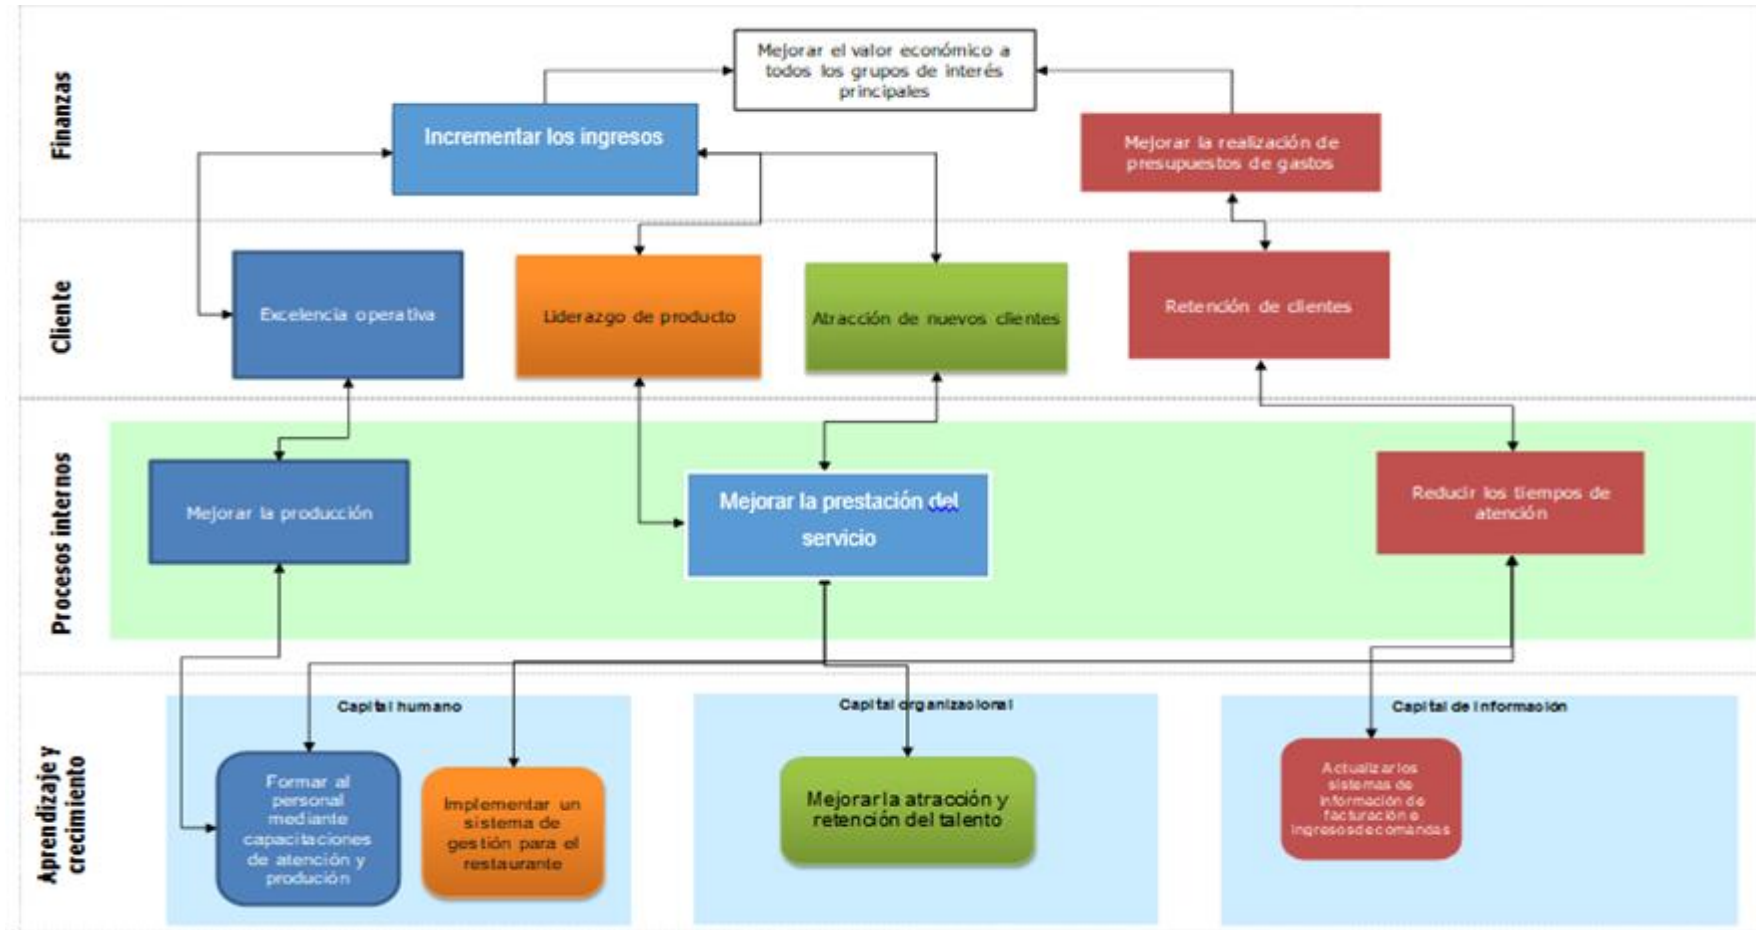 Finanzas
Mejorar el valor económico a
todos los grupos de interés
principales
Incrementar los ingresos
Mejorar la realización de
presupuestos de gastos
Cliente
Excelencia operativa
Liderazgo de producto
Atracción de nuevos clientes
Retención de clientes
Procesos internos
Mejorar la producción
Mejorar la prestación del
servicio
Reducir los tiempos de
atención
Aprendizaje y
crecimiento
Capital humano
Formar al
personal
mediante
capacitaciones
de atención y
produción
Implementar un
sistema de
gestión para el
restaurante
Capital organizacional
Mejorar la atracción y
retención del talento
Capital de información
Actualizar los
sistemas de
información de
facturación e
ingresos de comandas